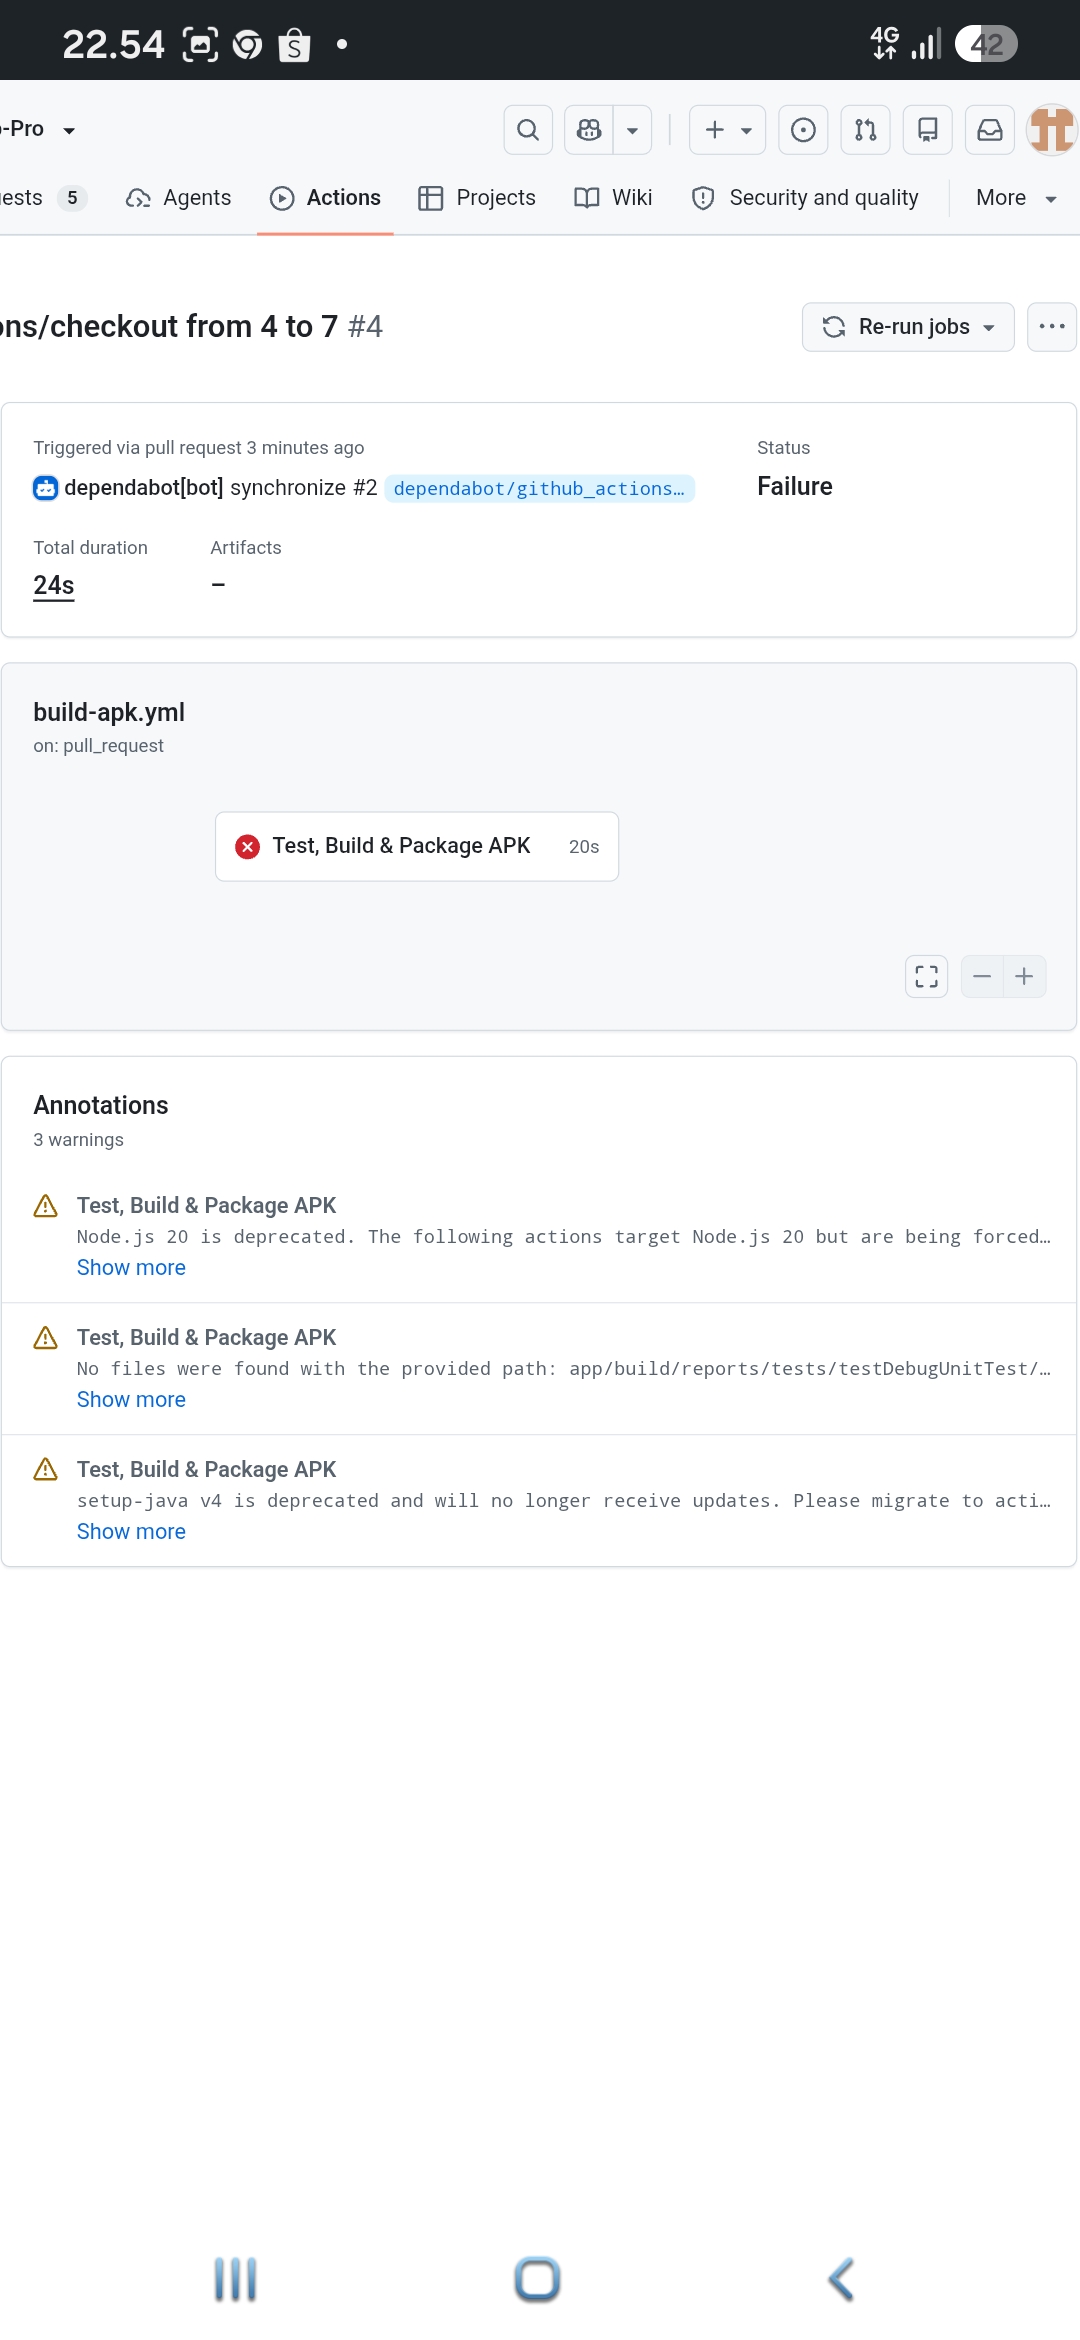 22.54
4G
42
-Pro
ests 5
Agents
Actions
Projects
Wiki
Security and quality
More
ons/checkout from 4 to 7 #4
Re-run jobs
Triggered via pull request 3 minutes ago
Status
dependabot[bot] synchronize #2 dependabot/github_actions…
Failure
Total duration
Artifacts
24s
–
build-apk.yml
on: pull_request
Test, Build & Package APK 20s
Annotations
3 warnings
Test, Build & Package APK
Node.js 20 is deprecated. The following actions target Node.js 20 but are being forced…
Show more
Test, Build & Package APK
No files were found with the provided path: app/build/reports/tests/testDebugUnitTest/…
Show more
Test, Build & Package APK
setup-java v4 is deprecated and will no longer receive updates. Please migrate to acti…
Show more